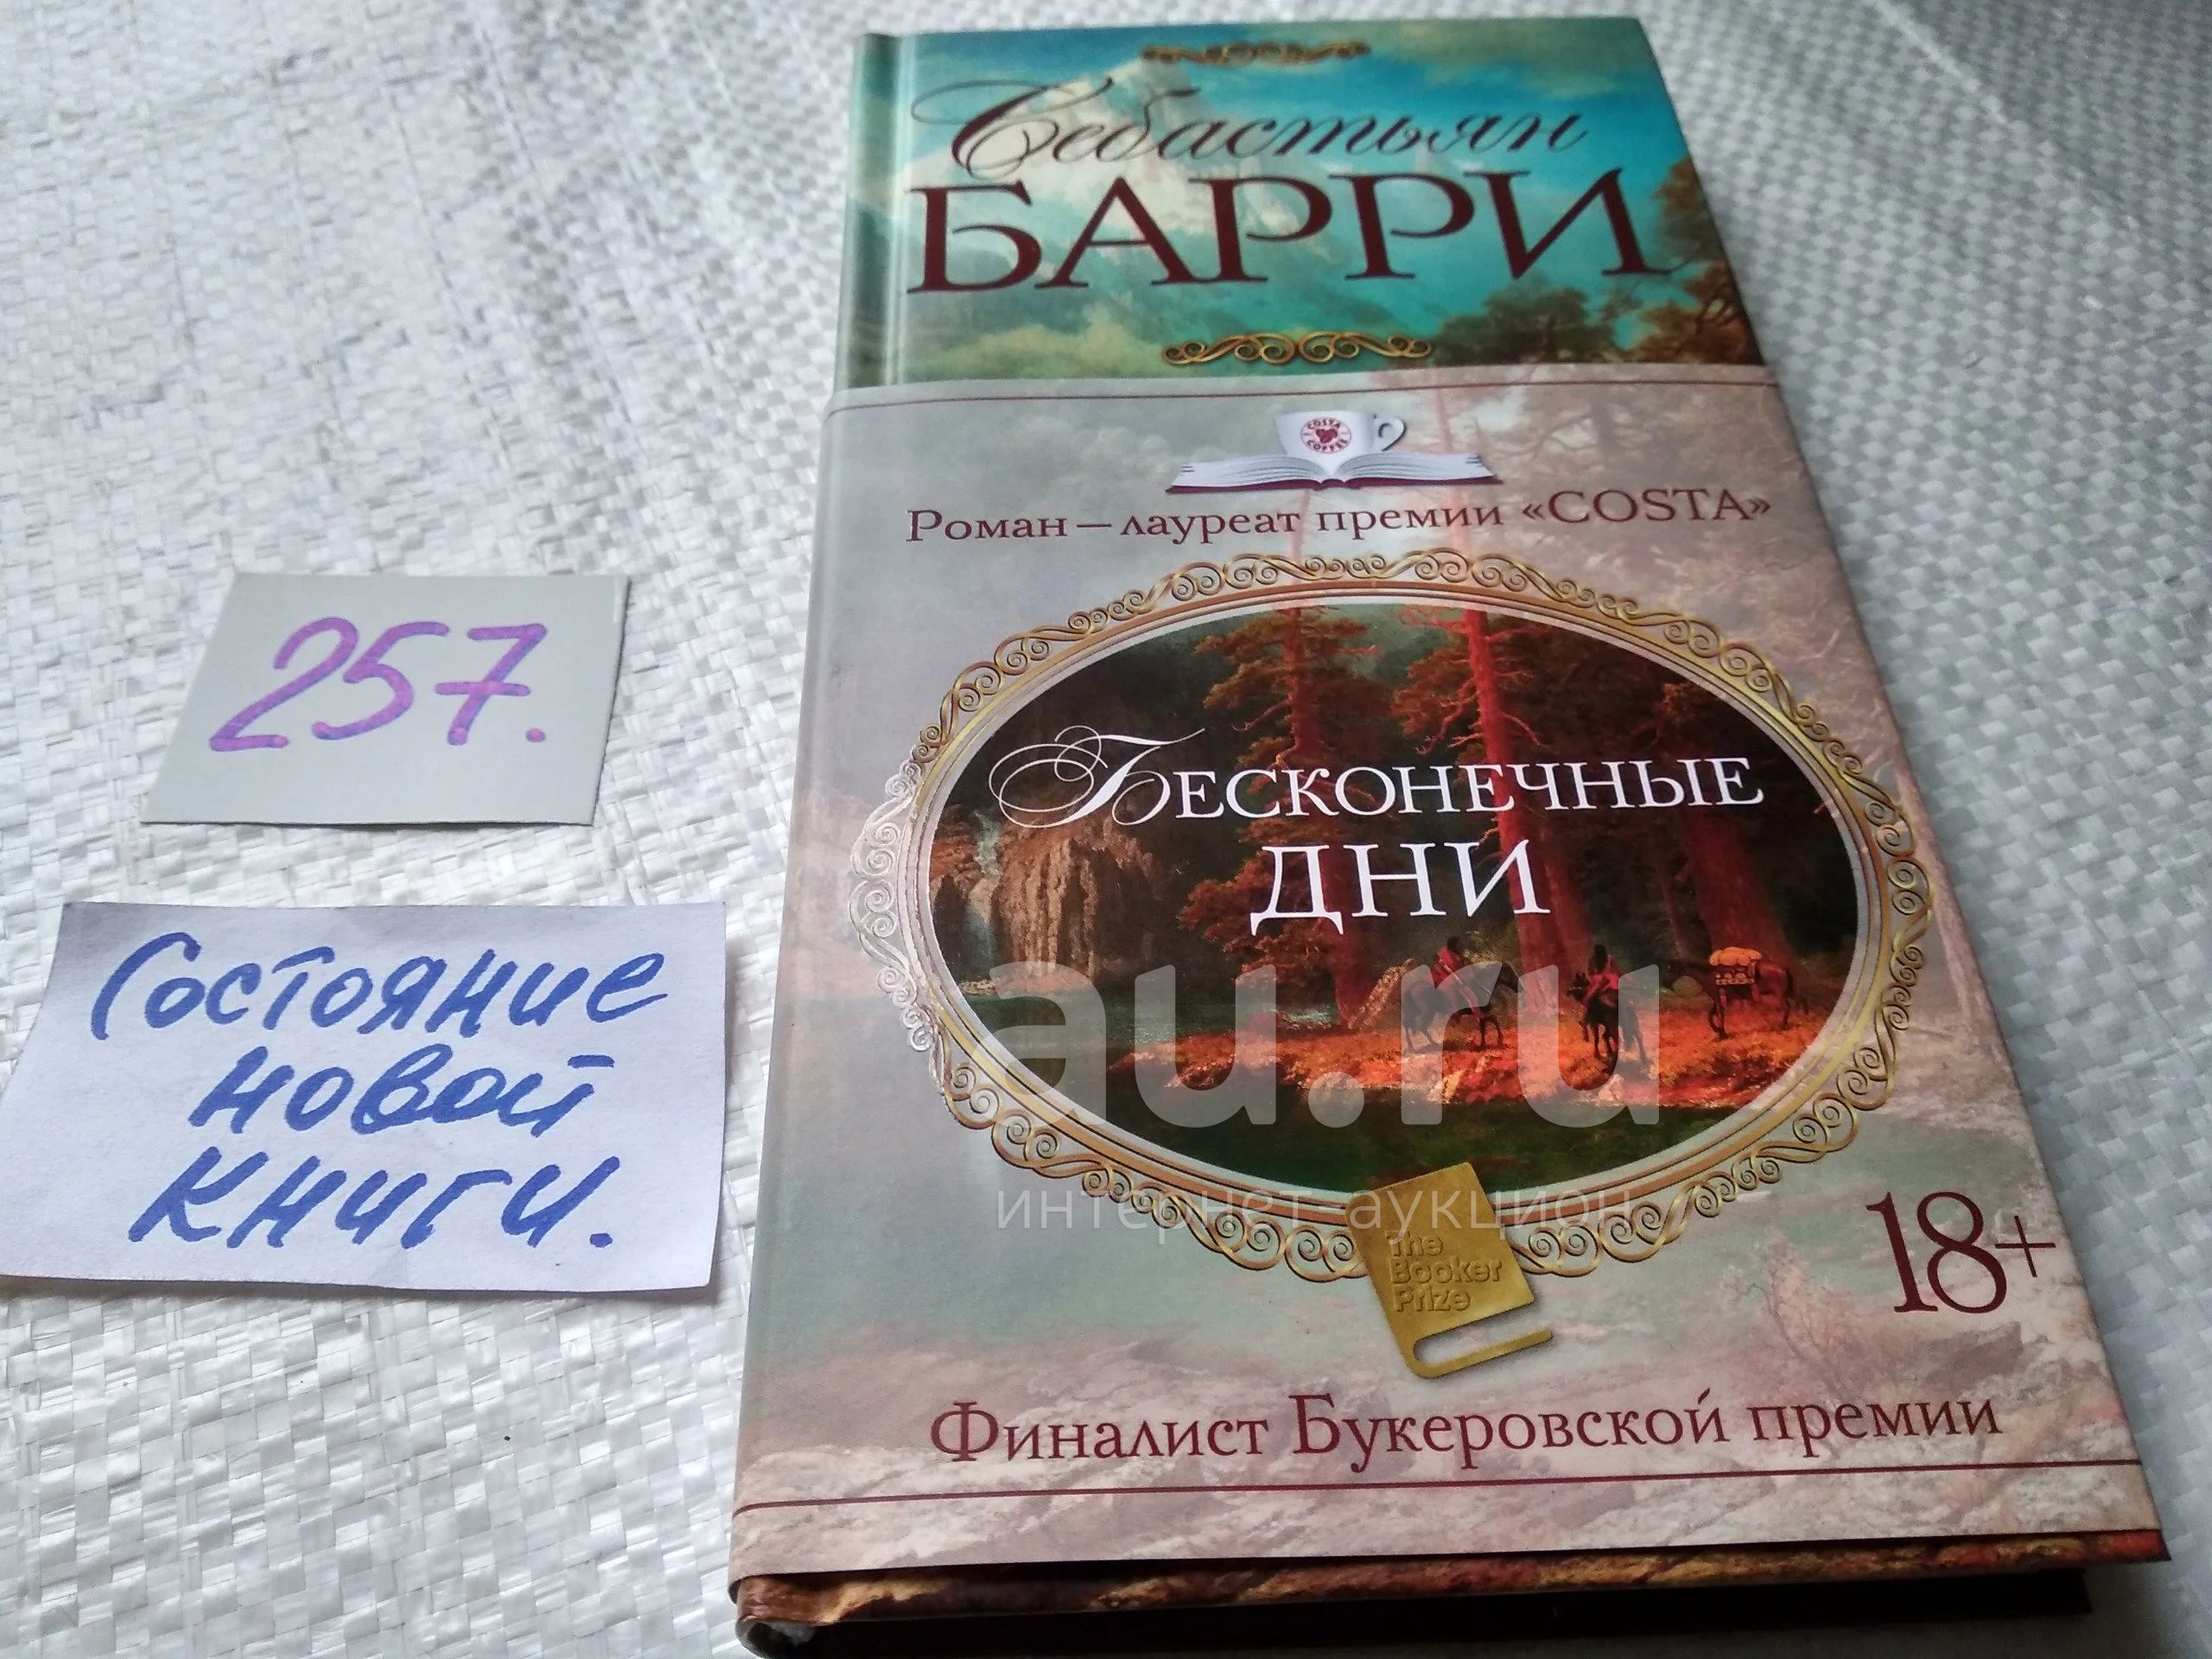 Себастьян
БАРРИ
COSTA
COFFEE
Роман — лауреат премии «COSTA»
БЕСКОНЕЧНЫЕ
ДНИ
au.ru
интернет-аукцион
The
Booker
Prize
18+
Финалист Букеровской премии
257.
Состояние
новой
книги.